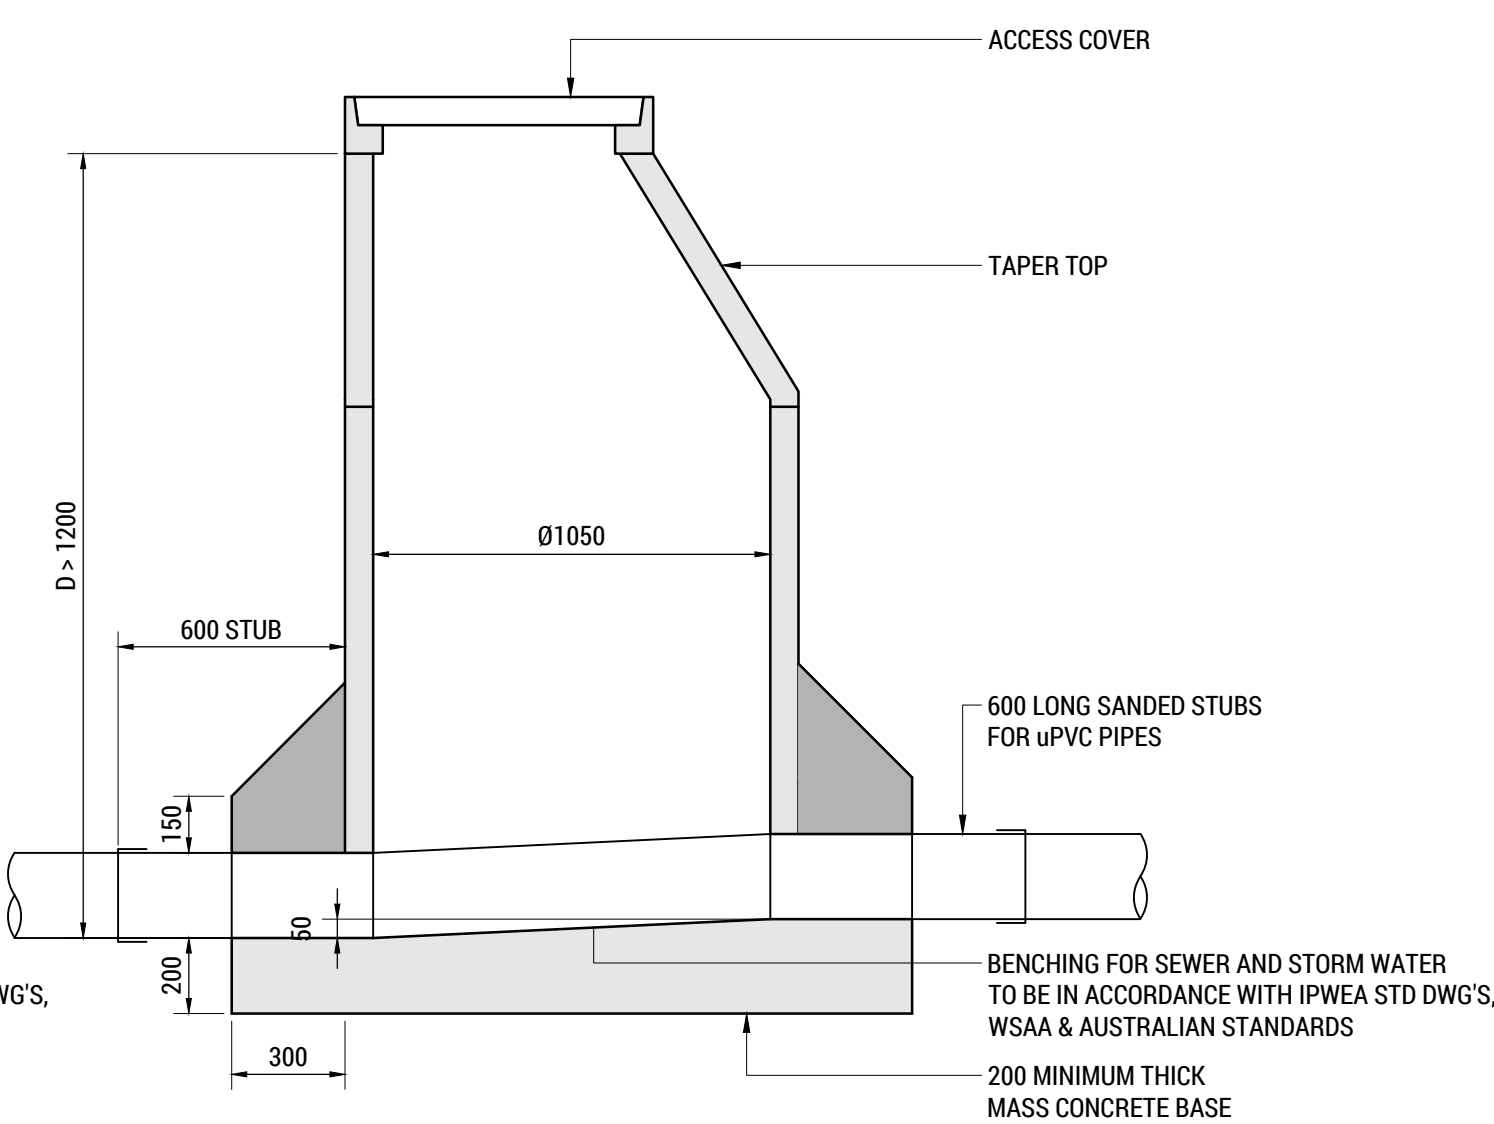 ACCESS COVER
TAPER TOP
D > 1200
Ø1050
600 STUB
600 LONG SANDED STUBS
FOR uPVC PIPES
150
50
200
WG'S,
BENCHING FOR SEWER AND STORM WATER
TO BE IN ACCORDANCE WITH IPWEA STD DWG'S,
WSAA & AUSTRALIAN STANDARDS
300
200 MINIMUM THICK
MASS CONCRETE BASE